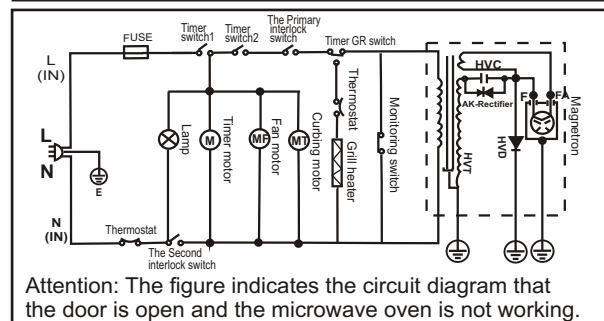 Timer switch1
Timer switch2
The Primary interlock switch
Timer GR switch
FUSE
L
(IN)
L
N
E
N
(IN)
Lamp
M
Timer motor
MF
Fan motor
MT
Curbing motor
Thermostat
Grill heater
Monitoring switch
HVC
AK-Rectifier
HVT
HVD
F
FA
Magnetron
Thermostat
The Second
interlock switch
Attention: The figure indicates the circuit diagram that
the door is open and the microwave oven is not working.